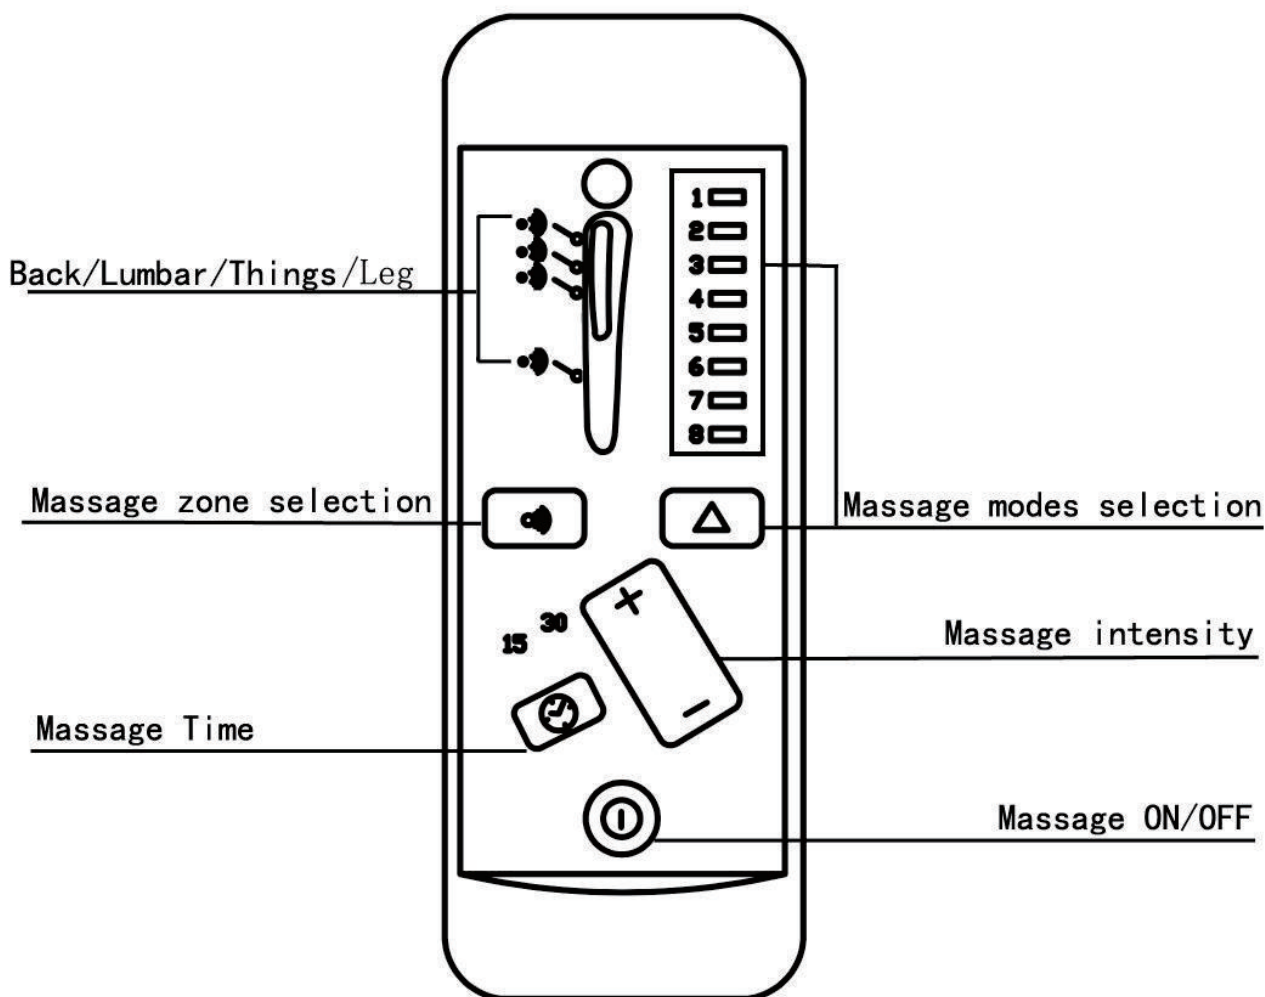 1
2
3
4
5
6
7
8
Back/Lumbar/Things/Leg
Massage zone selection
Massage modes selection
+
30
15
Massage intensity
-
Massage Time
Massage ON/OFF